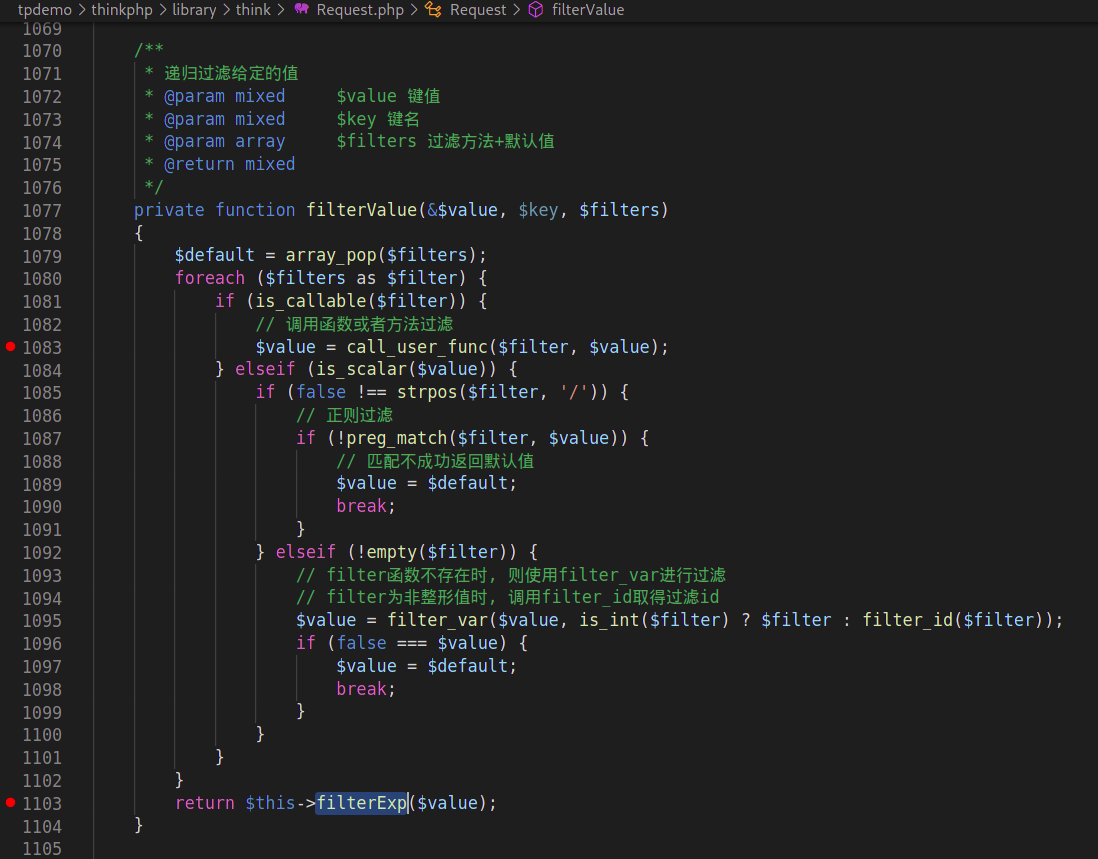 tpdemo > thinkphp > library > think > Request.php > Request > filterValue
1069
1070    /**
1071     * 递归过滤给定的值
1072     * @param mixed     $value 键值
1073     * @param mixed     $key 键名
1074     * @param array     $filters 过滤方法+默认值
1075     * @return mixed
1076     */
1077    private function filterValue(&$value, $key, $filters)
1078    {
1079        $default = array_pop($filters);
1080        foreach ($filters as $filter) {
1081            if (is_callable($filter)) {
1082                // 调用函数或者方法过滤
1083                $value = call_user_func($filter, $value);
1084            } elseif (is_scalar($value)) {
1085                if (false !== strpos($filter, '/')) {
1086                    // 正则过滤
1087                    if (!preg_match($filter, $value)) {
1088                        // 匹配不成功返回默认值
1089                        $value = $default;
1090                        break;
1091                    }
1092                } elseif (!empty($filter)) {
1093                    // filter函数不存在时, 则使用filter_var进行过滤
1094                    // filter为非整形值时, 调用filter_id取得过滤id
1095                    $value = filter_var($value, is_int($filter) ? $filter : filter_id($filter));
1096                    if (false === $value) {
1097                        $value = $default;
1098                        break;
1099                    }
1100                }
1101            }
1102        }
1103        return $this->filterExp($value);
1104    }
1105